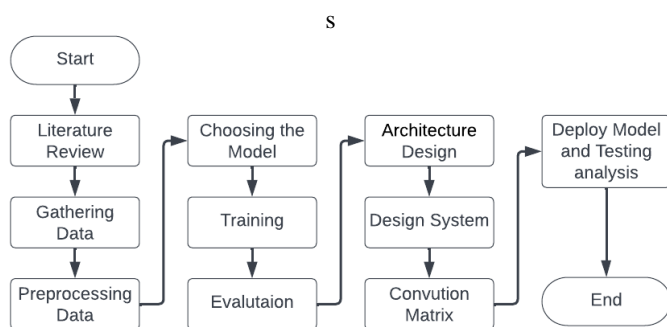 S
Start
Literature
Review
Gathering
Data
Preprocessing
Data
Choosing the
Model
Training
Evalutaion
Architecture
Design
Design System
Convution
Matrix
Deploy Model
and Testing
analysis
End